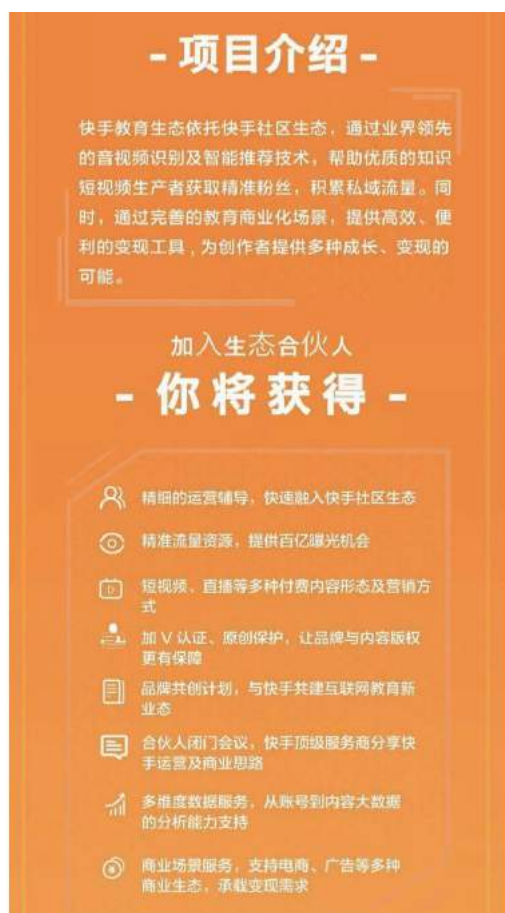 - 项目介绍 -
快手教育生态依托快手社区生态，通过业界领先
的音视频识别及智能推荐技术，帮助优质的知识
短视频生产者获取精准粉丝，积累私域流量。同
时，通过完善的教育商业化场景，提供高效、便
利的变现工具，为创作者提供多种成长、变现的
可能。
加入生态合伙人
- 你将获得 -
精细的运营辅导，快速融入快手社区生态
精准流量资源，提供百亿曝光机会
短视频、直播等多种付费内容形态及营销方
式
加 V 认证、原创保护，让品牌与内容版权
更有保障
品牌共创计划，与快手共建互联网教育新
业态
合伙人闭门会议，快手顶级服务商分享快
手运营及商业思路
多维度数据服务，从账号到内容大数据
的分析能力支持
商业场景服务，支持电商、广告等多种
商业生态，承载变现需求